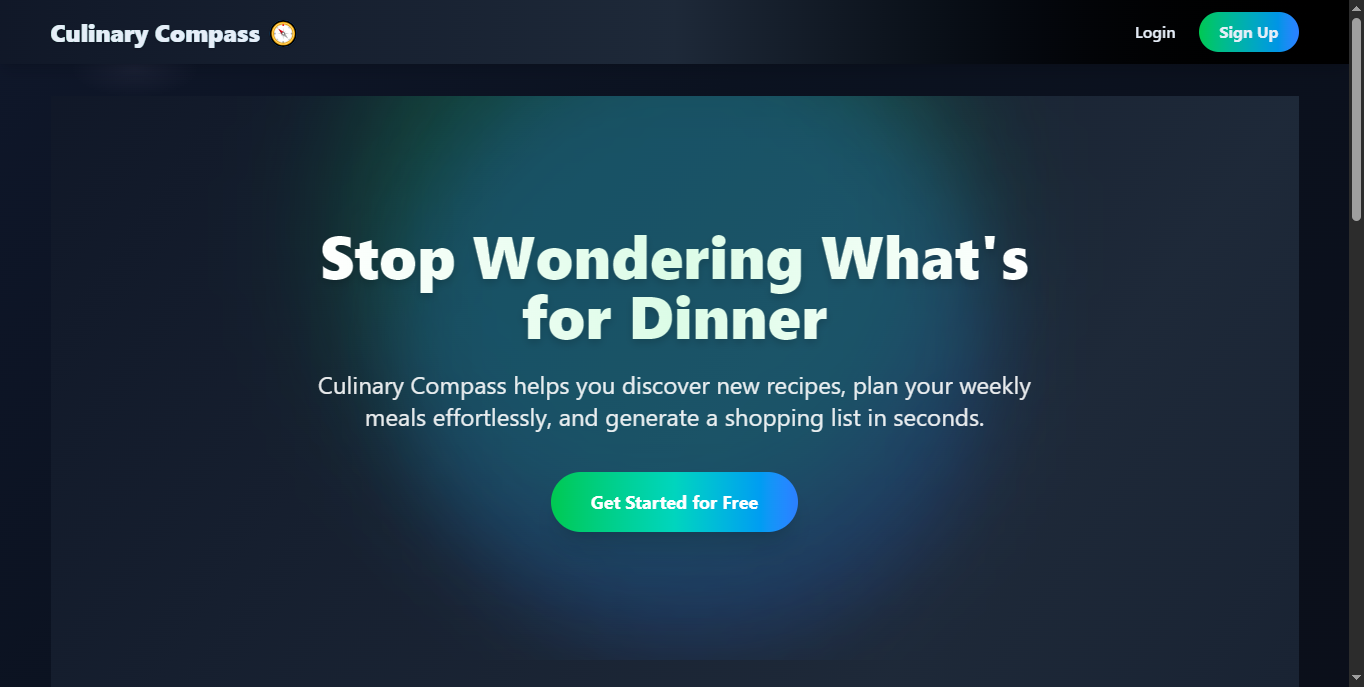 Culinary Compass 🧭
Login
Sign Up
Stop Wondering What's
for Dinner
Culinary Compass helps you discover new recipes, plan your weekly
meals effortlessly, and generate a shopping list in seconds.
Get Started for Free